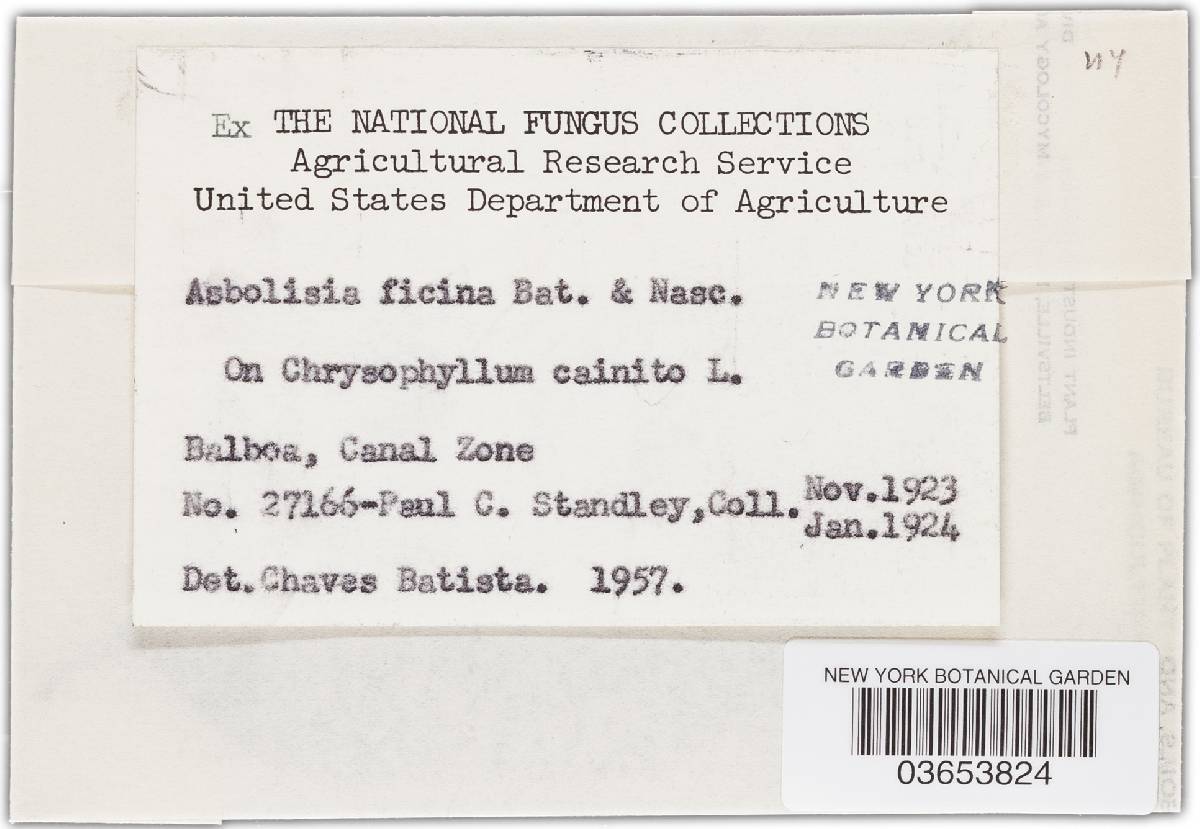 NY
Ex THE NATIONAL FUNGUS COLLECTIONS
Agricultural Research Service
United States Department of Agriculture
Asbolisia ficina Bat. & Nasc.
On Chrysophyllum cainito L.
NEW YORK
BOTANICAL
GARDEN
Balboa, Canal Zone
No. 27166-Paul C. Standley,Coll. Nov.1923
Jan.1924
Det.Chaves Batista. 1957.
NEW YORK BOTANICAL GARDEN
03653824